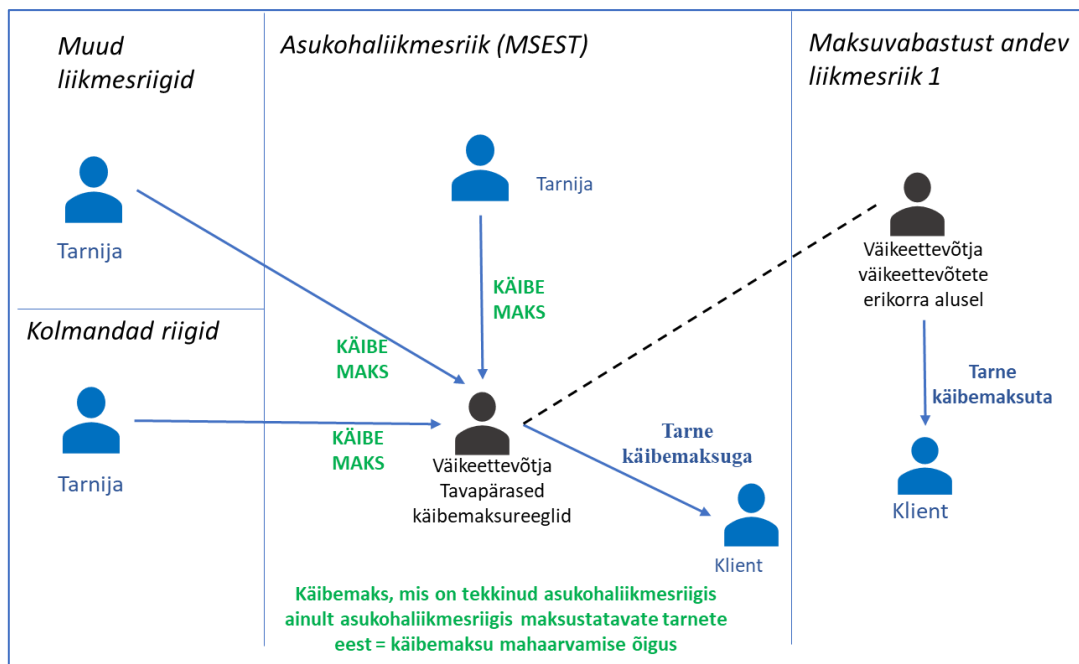 Muud
liikmesriigid
Tarnija
Kolmandad riigid
Tarnija
Asukohaliikmesriik (MSEST)
Tarnija
KÄIBE
MAKS
KÄIBE
MAKS
KÄIBE
MAKS
Väikeettevõtja
Tavapärased
käibemaksureeglid
Tarne
käibemaksuga
Klient
Käibemaks, mis on tekkinud asukohaliikmesriigis
ainult asukohaliikmesriigis maksustatavate tarnete
eest = käibemaksu mahaarvamise õigus
Maksuvabastust andev
liikmesriik 1
Väikeettevõtja
väikeettevõtete
erikorra alusel
Tarne
käibemaksuta
Klient